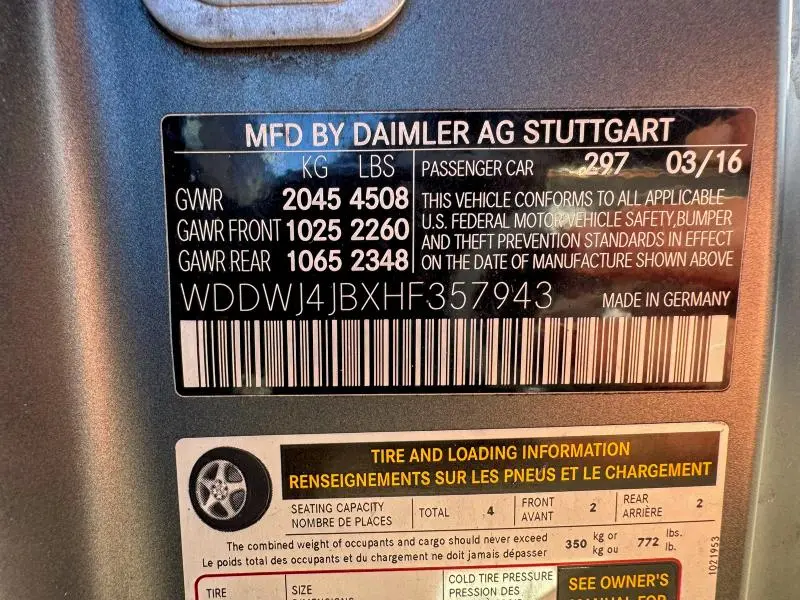 MFD BY DAIMLER AG STUTTGART
KG LBS
GVWR 2045 4508
GAWR FRONT 1025 2260
GAWR REAR 1065 2348
PASSENGER CAR 297 03/16
THIS VEHICLE CONFORMS TO ALL APPLICABLE
U.S. FEDERAL MOTOR VEHICLE SAFETY,BUMPER
AND THEFT PREVENTION STANDARDS IN EFFECT
ON THE DATE OF MANUFACTURE SHOWN ABOVE
WDDWJ4JBXHF357943 MADE IN GERMANY
TIRE AND LOADING INFORMATION
RENSEIGNEMENTS SUR LES PNEUS ET LE CHARGEMENT
SEATING CAPACITY
NOMBRE DE PLACES
TOTAL 4
FRONT
AVANT
2
REAR
ARRIÈRE
2
The combined weight of occupants and cargo should never exceed
Le poids total des occupants et du chargement ne doit jamais dépasser
350 kg or
kg ou
772 lbs.
lb.
1021953
TIRE
SIZE
COLD TIRE PRESSURE
PRESSION DES
SEE OWNER'S
MANUAL FOR